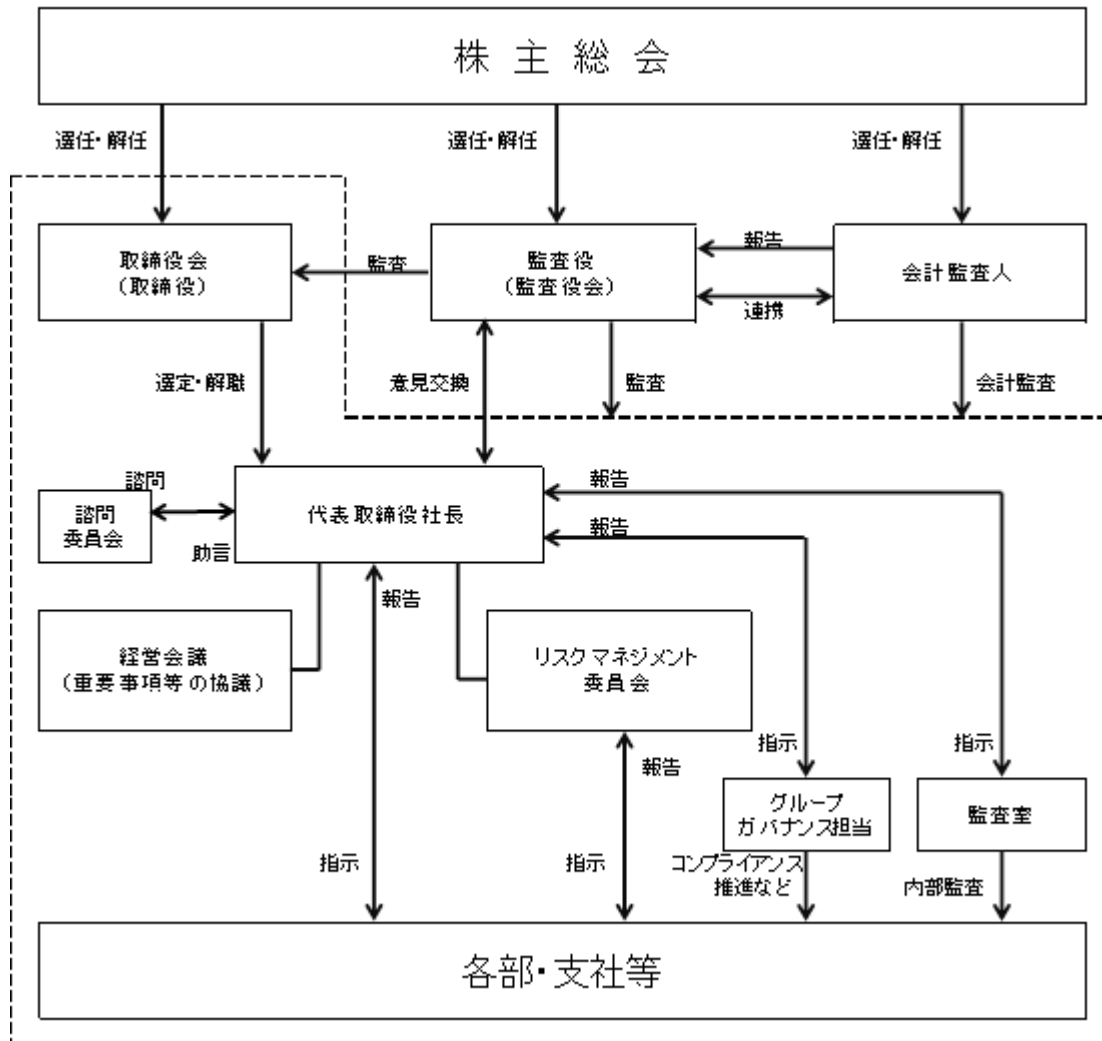 株主総会
選任・解任
選任・解任
選任・解任
取締役会
(取締役)
監査
監査役
(監査役会)
報告
連携
会計監査人
選定・解職
意見交換
監査
会計監査
諮問
諮問
委員会
助言
代表取締役社長
報告
報告
報告
経営会議
(重要事項等の協議)
リスクマネジメント
委員会
報告
指示
指示
グループ
ガバナンス担当
監査室
指示
指示
コンプライアンス
推進など
内部監査
各部・支社等